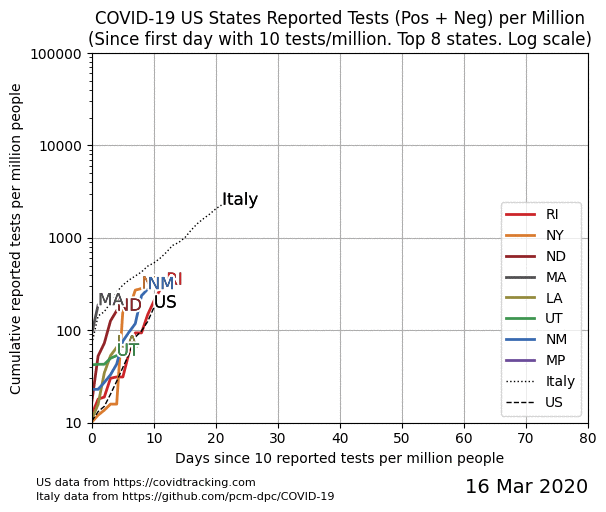 COVID-19 US States Reported Tests (Pos + Neg) per Million
(Since first day with 10 tests/million. Top 8 states. Log scale)
Cumulative reported tests per million people
100000
10000
1000
100
10
Italy
RI
NM
MA
ND
US
UT
RI
NY
ND
MA
LA
UT
NM
MP
Italy
US
0 10 20 30 40 50 60 70 80
Days since 10 reported tests per million people
US data from https://covidtracking.com
Italy data from https://github.com/pcm-dpc/COVID-19
16 Mar 2020